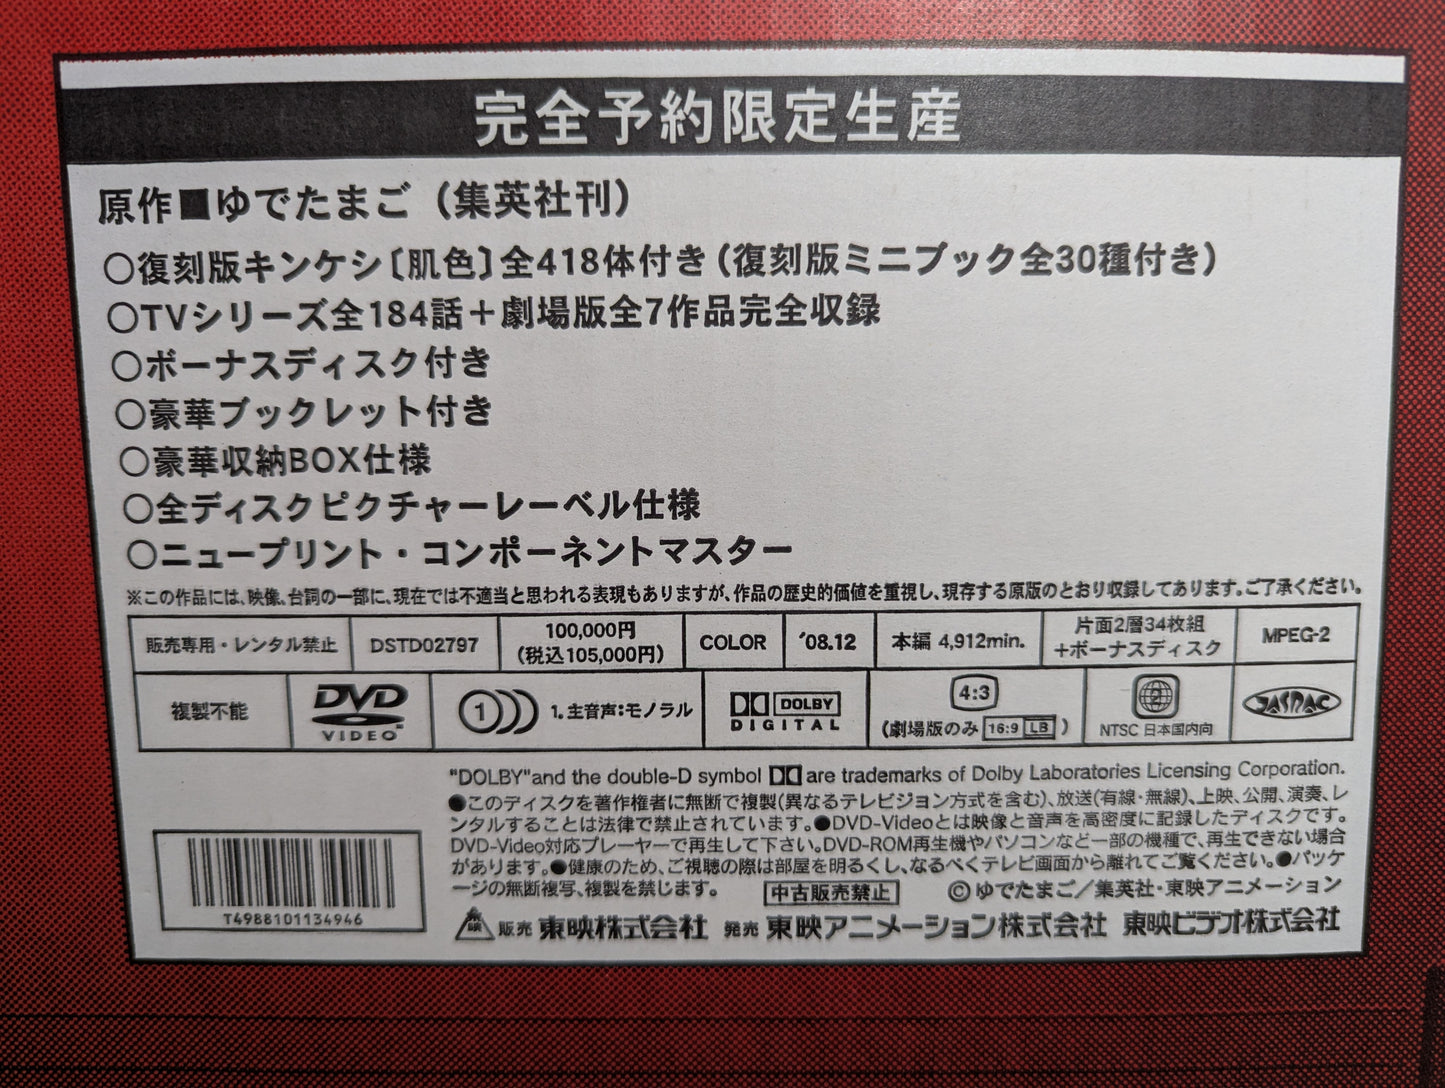 完全予約限定生産
原作■ゆでたまご（集英社刊）
○復刻版キンケシ〔肌色〕全418体付き（復刻版ミニブック全30種付き）
○TVシリーズ全184話＋劇場版全7作品完全収録
○ボーナスディスク付き
○豪華ブックレット付き
○豪華収納BOX仕様
○全ディスクピクチャーレーベル仕様
○ニュープリント・コンポーネントマスター
※この作品には、映像、台詞の一部に、現在では不適当と思われる表現もありますが、作品の歴史的価値を重視し、現存する原版のとおり収録してあります。ご了承ください。
販売専用・レンタル禁止
DSTD02797
100,000円
（税込105,000円）
COLOR
'08.12
本編 4,912min.
片面2層34枚組
＋ボーナスディスク
MPEG-2
複製不能
DVD
VIDEO
1
1. 主音声：モノラル
DOLBY
DIGITAL
4:3
（劇場版のみ 16:9 LB ）
2
NTSC 日本国内向
JASRAC
"DOLBY"and the double-D symbol are trademarks of Dolby Laboratories Licensing Corporation.
●このディスクを著作権者に無断で複製（異なるテレビジョン方式を含む）、放送（有線・無線）、上映、公開、演奏、レ
ンタルすることは法律で禁止されています。●DVD-Videoとは映像と音声を高密度に記録したディスクです。
DVD-Video対応プレーヤーで再生して下さい。DVD-ROM再生機やパソコンなど一部の機種で、再生できない場合
があります。●健康のため、ご視聴の際は部屋を明るくし、なるべくテレビ画面から離れてご覧ください。●パッケ
ージの無断複写、複製を禁じます。
中古販売禁止
©ゆでたまご／集英社・東映アニメーション
T4988101134946
販売 東映株式会社 発売 東映アニメーション株式会社 東映ビデオ株式会社